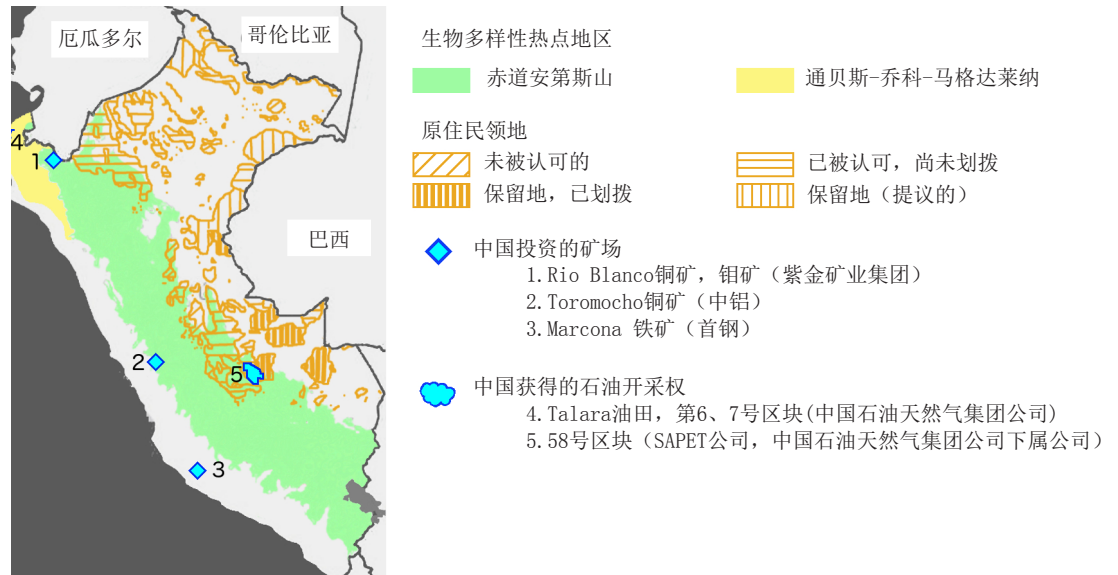 厄瓜多尔
哥伦比亚
巴西
4
1
2
5
3
生物多样性热点地区
赤道安第斯山
通贝斯-乔科-马格达莱纳
原住民领地
未被认可的
已被认可，尚未划拨
保留地，已划拨
保留地（提议的）
中国投资的矿场
1.Rio Blanco铜矿，钼矿（紫金矿业集团）
2.Toromocho铜矿（中铝）
3.Marcona 铁矿（首钢）
中国获得的石油开采权
4.Talara油田，第6、7号区块(中国石油天然气集团公司)
5.58号区块（SAPET公司，中国石油天然气集团公司下属公司）